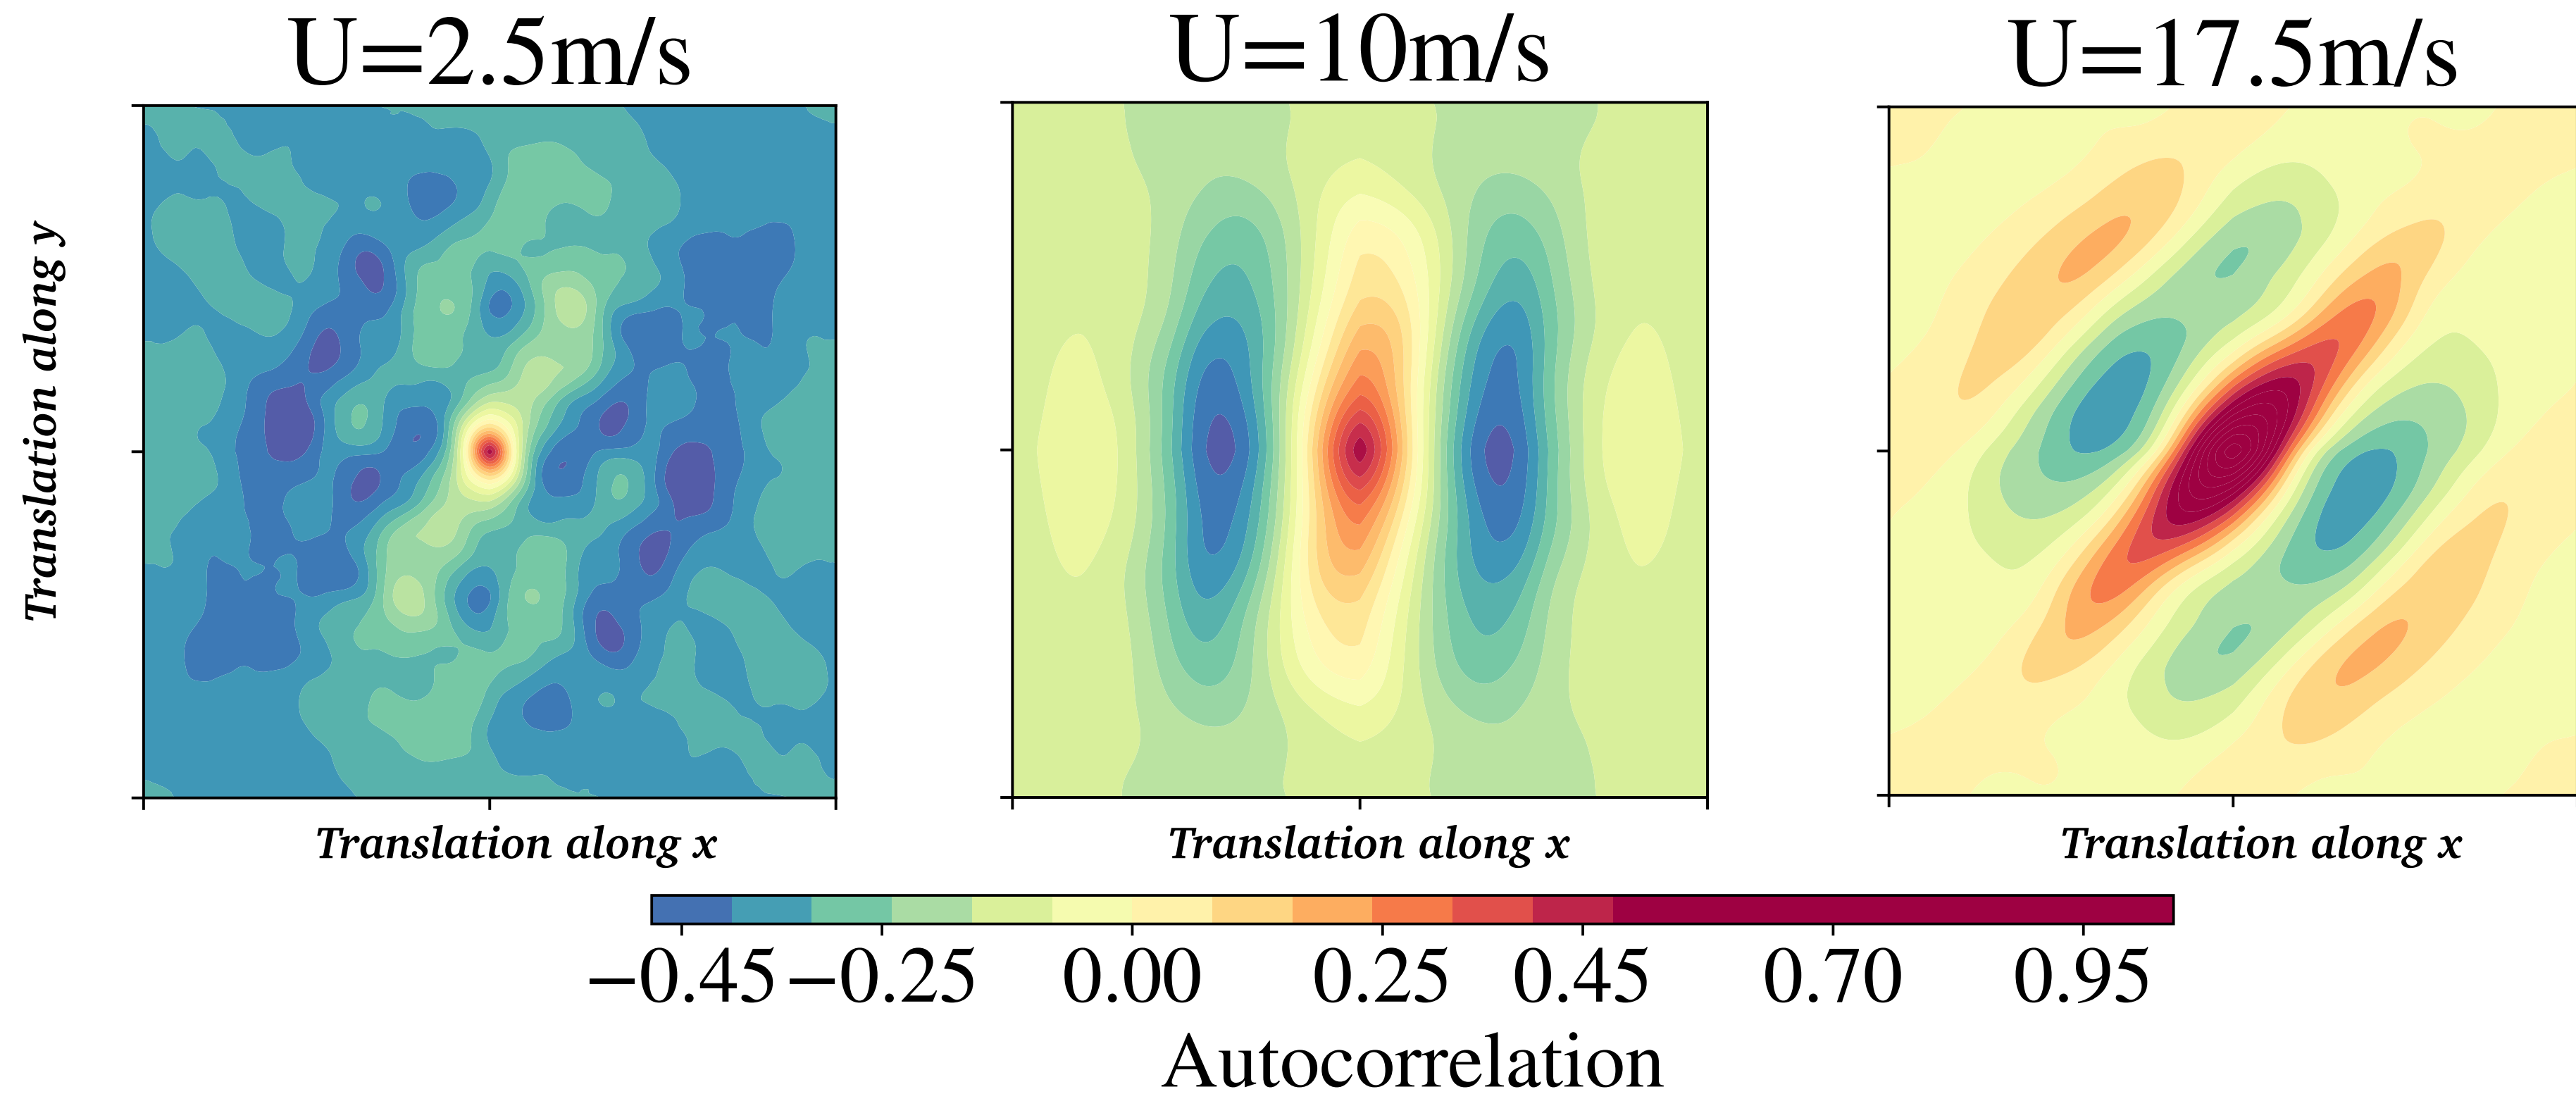 U=2.5m/s
U=10m/s
U=17.5m/s
Translation along y
Translation along x
Translation along x
Translation along x
−0.45 −0.25 0.00 0.25 0.45 0.70 0.95
Autocorrelation